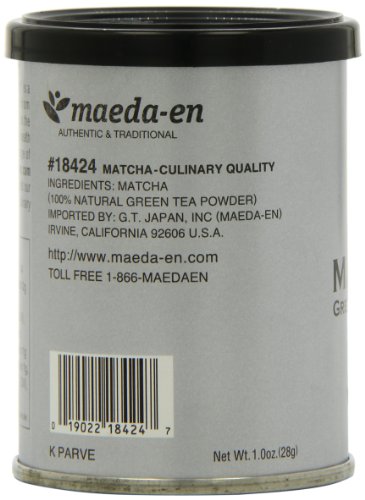 maeda-en
AUTHENTIC & TRADITIONAL
#18424 MATCHA-CULINARY QUALITY
INGREDIENTS: MATCHA
(100% NATURAL GREEN TEA POWDER)
IMPORTED BY: G.T. JAPAN, INC (MAEDA-EN)
IRVINE, CALIFORNIA 92606 U.S.A.
http://www.maeda-en.com
TOLL FREE 1-866-MAEDAEN
0 19022 18424 7
K PARVE
Net Wt. 1.0oz.(28g)